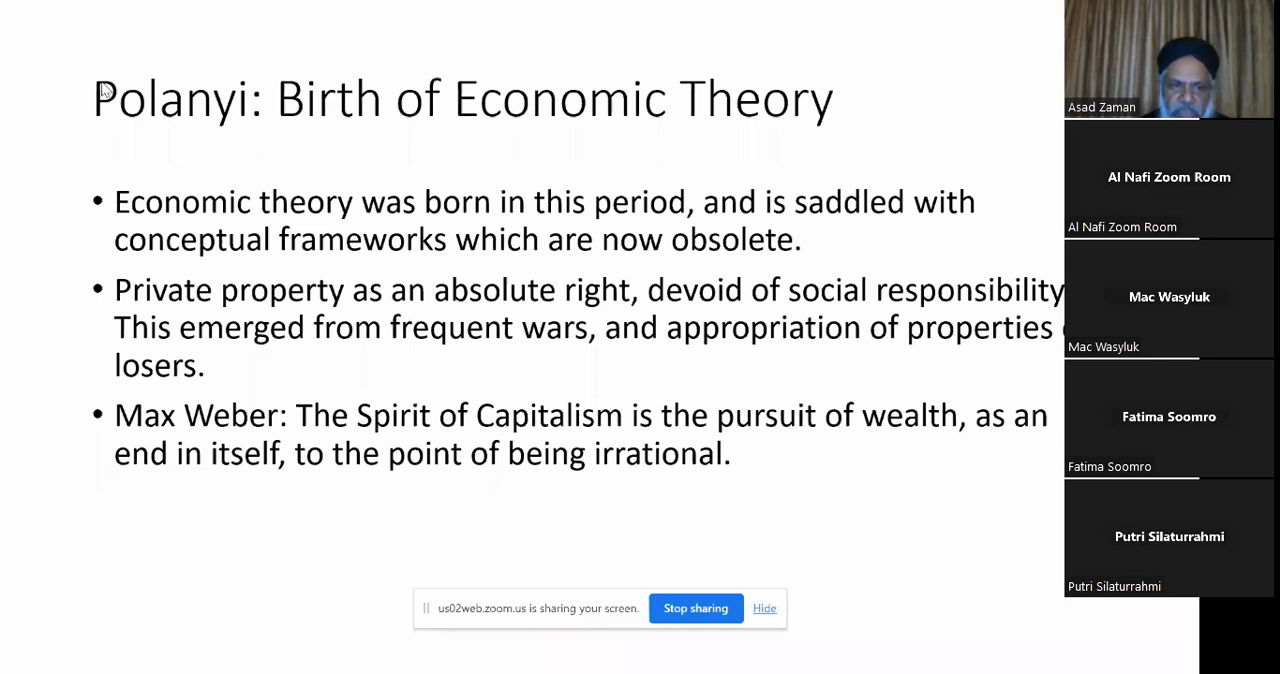 Polanyi: Birth of Economic Theory
• Economic theory was born in this period, and is saddled with
conceptual frameworks which are now obsolete.
• Private property as an absolute right, devoid of social responsibility
This emerged from frequent wars, and appropriation of properties
losers.
• Max Weber: The Spirit of Capitalism is the pursuit of wealth, as an
end in itself, to the point of being irrational.
us02web.zoom.us is sharing your screen.
Stop sharing
Hide
Asad Zaman
Al Nafi Zoom Room
Al Nafi Zoom Room
Mac Wasyluk
Mac Wasyluk
Fatima Soomro
Fatima Soomro
Putri Silaturrahmi
Putri Silaturrahmi